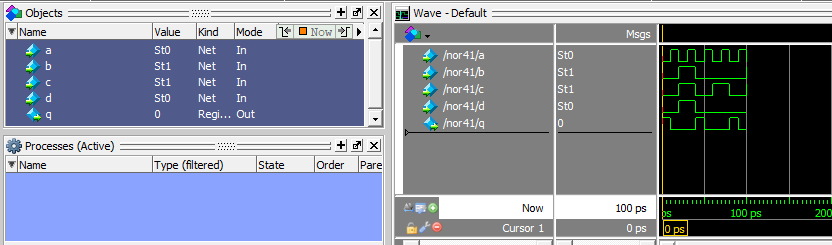 Objects
Name Value Kind Mode Now
a St0 Net In
b St1 Net In
c St1 Net In
d St0 Net In
q 0 Regi... Out
Processes (Active)
Name Type (filtered) State Order Pare
Wave - Default
Msgs
/nor41/a St0
/nor41/b St1
/nor41/c St1
/nor41/d St0
/nor41/q 0
Now 100 ps ps 100 ps 200
Cursor 1 0 ps 0 ps